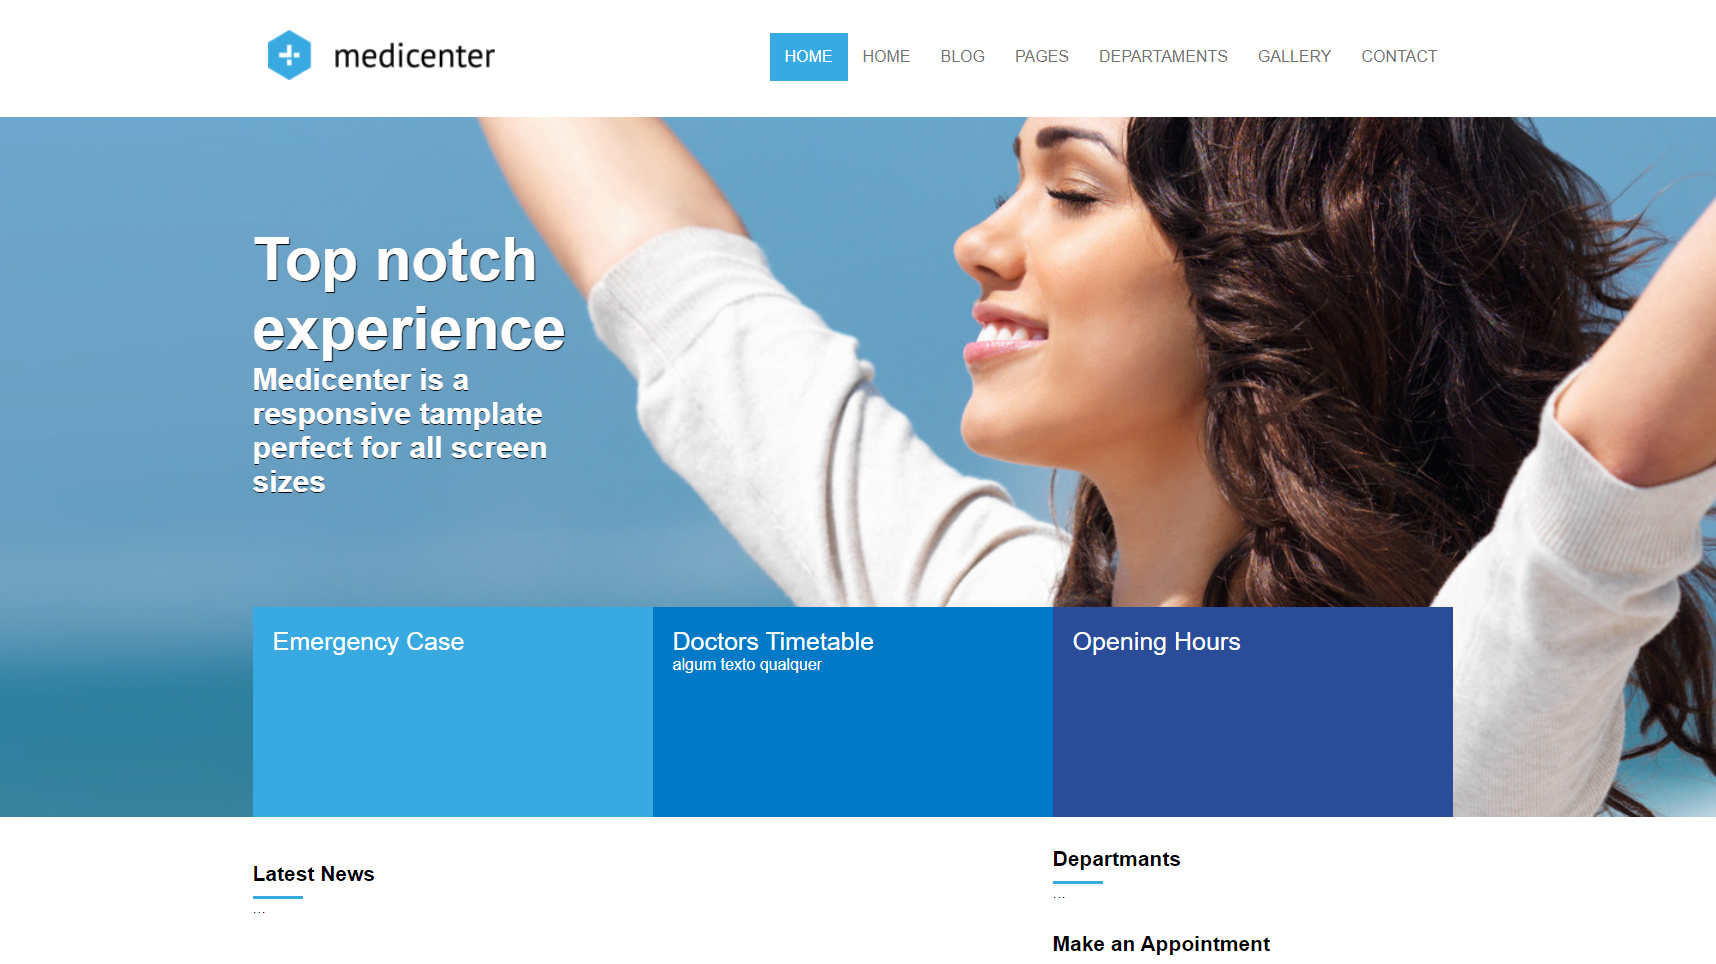 medicenter
HOME HOME BLOG PAGES DEPARTAMENTS GALLERY CONTACT
Top notch
experience
Medicenter is a
responsive tamplate
perfect for all screen
sizes
Emergency Case
Doctors Timetable
algum texto qualquer
Opening Hours
Latest News
...
Departmants
...
Make an Appointment